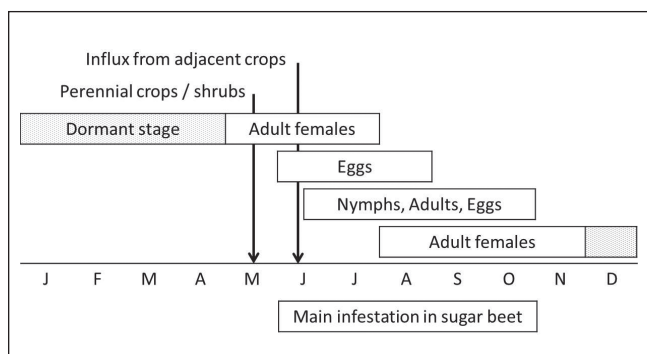 Influx from adjacent crops
Perennial crops / shrubs
Dormant stage
Adult females
Eggs
Nymphs, Adults, Eggs
Adult females
J F M A M J J A S O N D
Main infestation in sugar beet